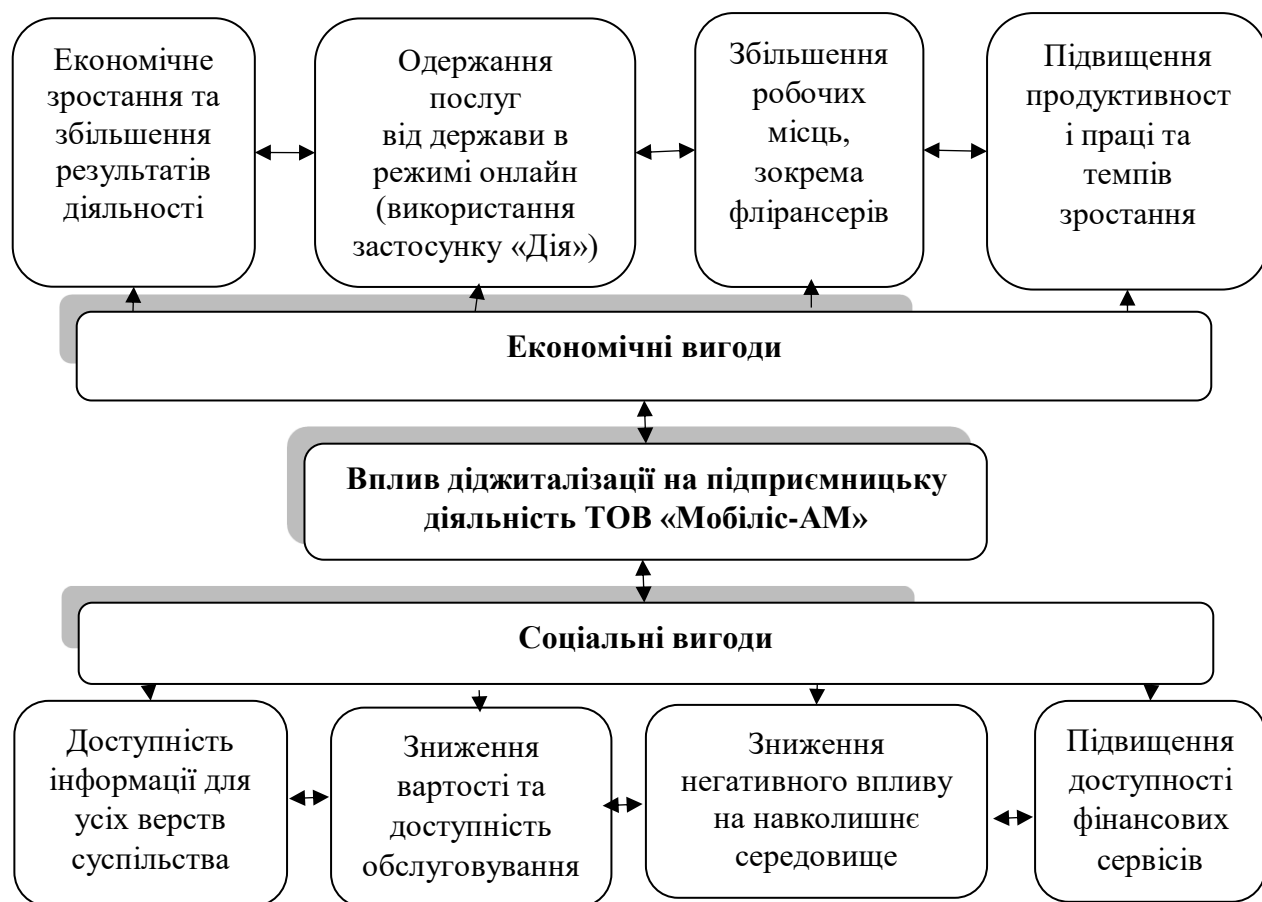 Економічне
зростання та
збільшення
результатів
діяльності
Одержання
послуг
від держави в
режимі онлайн
(використання
застосунку «Дія»)
Збільшення
робочих
місць,
зокрема
флірансерів
Підвищення
продуктивност
і праці та
темпів
зростання
Економічні вигоди
Вплив діджиталізації на підприємницьку
діяльність ТОВ «Мобіліс-АМ»
Соціальні вигоди
Доступність
інформації для
усіх верств
суспільства
Зниження
вартості та
доступність
обслуговування
Зниження
негативного впливу
на навколишнє
середовище
Підвищення
доступності
фінансових
сервісів